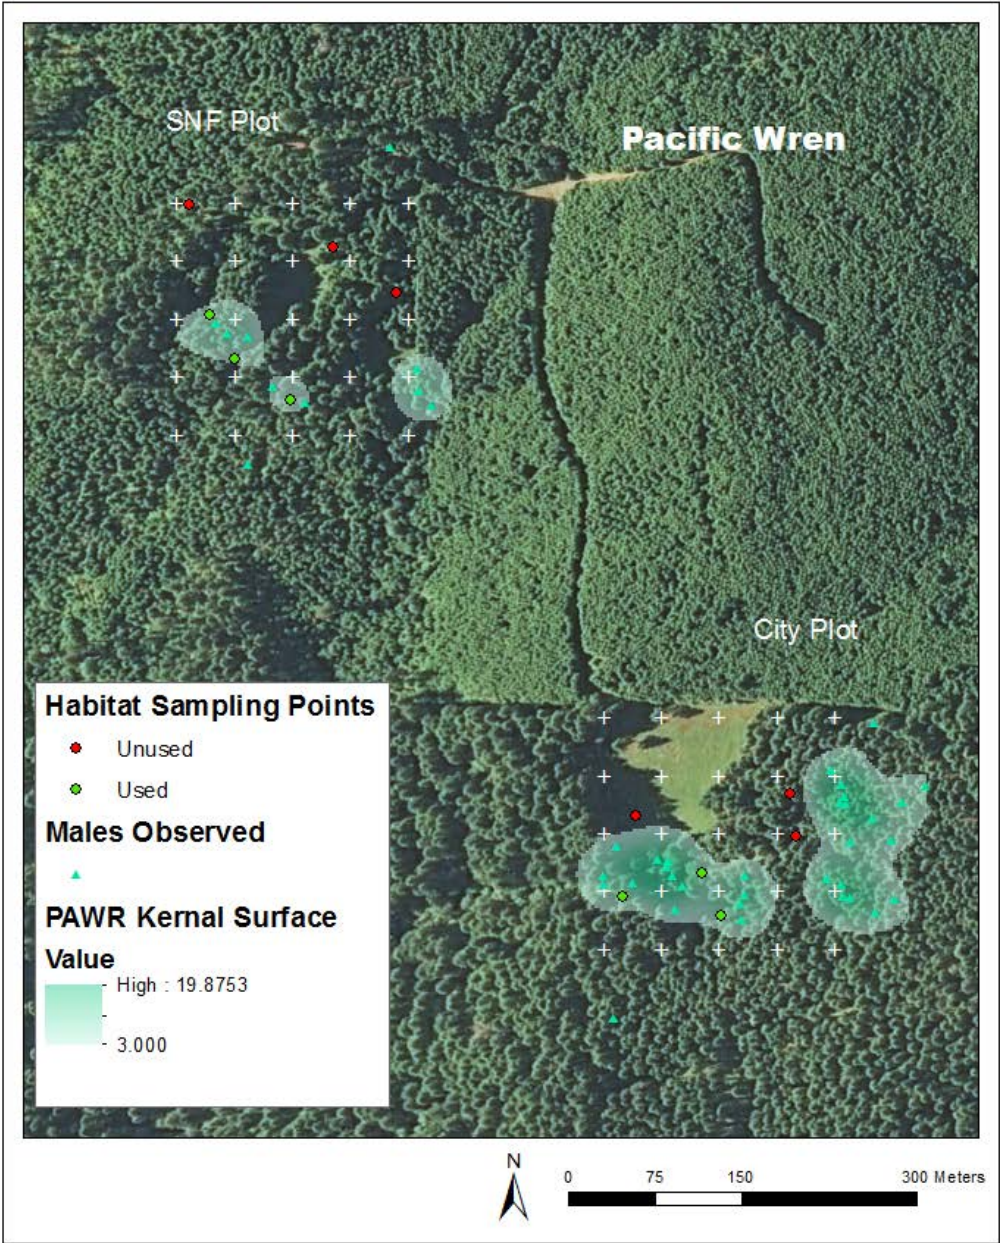 SNF Plot
Pacific Wren
City Plot
Habitat Sampling Points
Unused
Used
Males Observed
PAWR Kernal Surface
Value
High : 19.8753
3.000
N
0 75 150 300 Meters